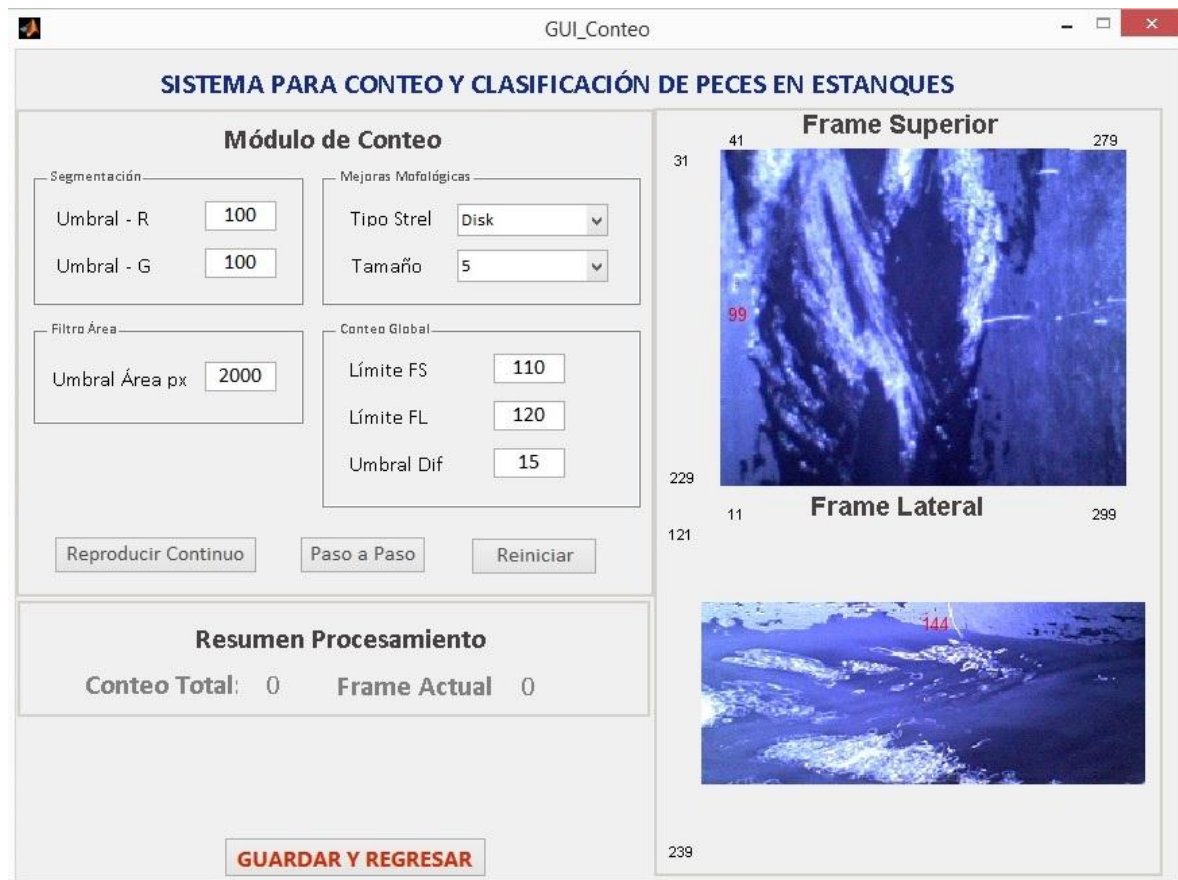 GUI_Conteo
SISTEMA PARA CONTEO Y CLASIFICACIÓN DE PECES EN ESTANQUES
Módulo de Conteo
Segmentación
Umbral - R 100
Umbral - G 100
Mejoras Mofológicas
Tipo Strel Disk
Tamaño 5
Filtro Área
Umbral Área px 2000
Conteo Global
Límite FS 110
Límite FL 120
Umbral Dif 15
Reproducir Continuo
Paso a Paso
Reiniciar
Resumen Procesamiento
Conteo Total: 0 Frame Actual 0
GUARDAR Y REGRESAR
Frame Superior
41 279
31
99
229
Frame Lateral
11 299
121
144
239